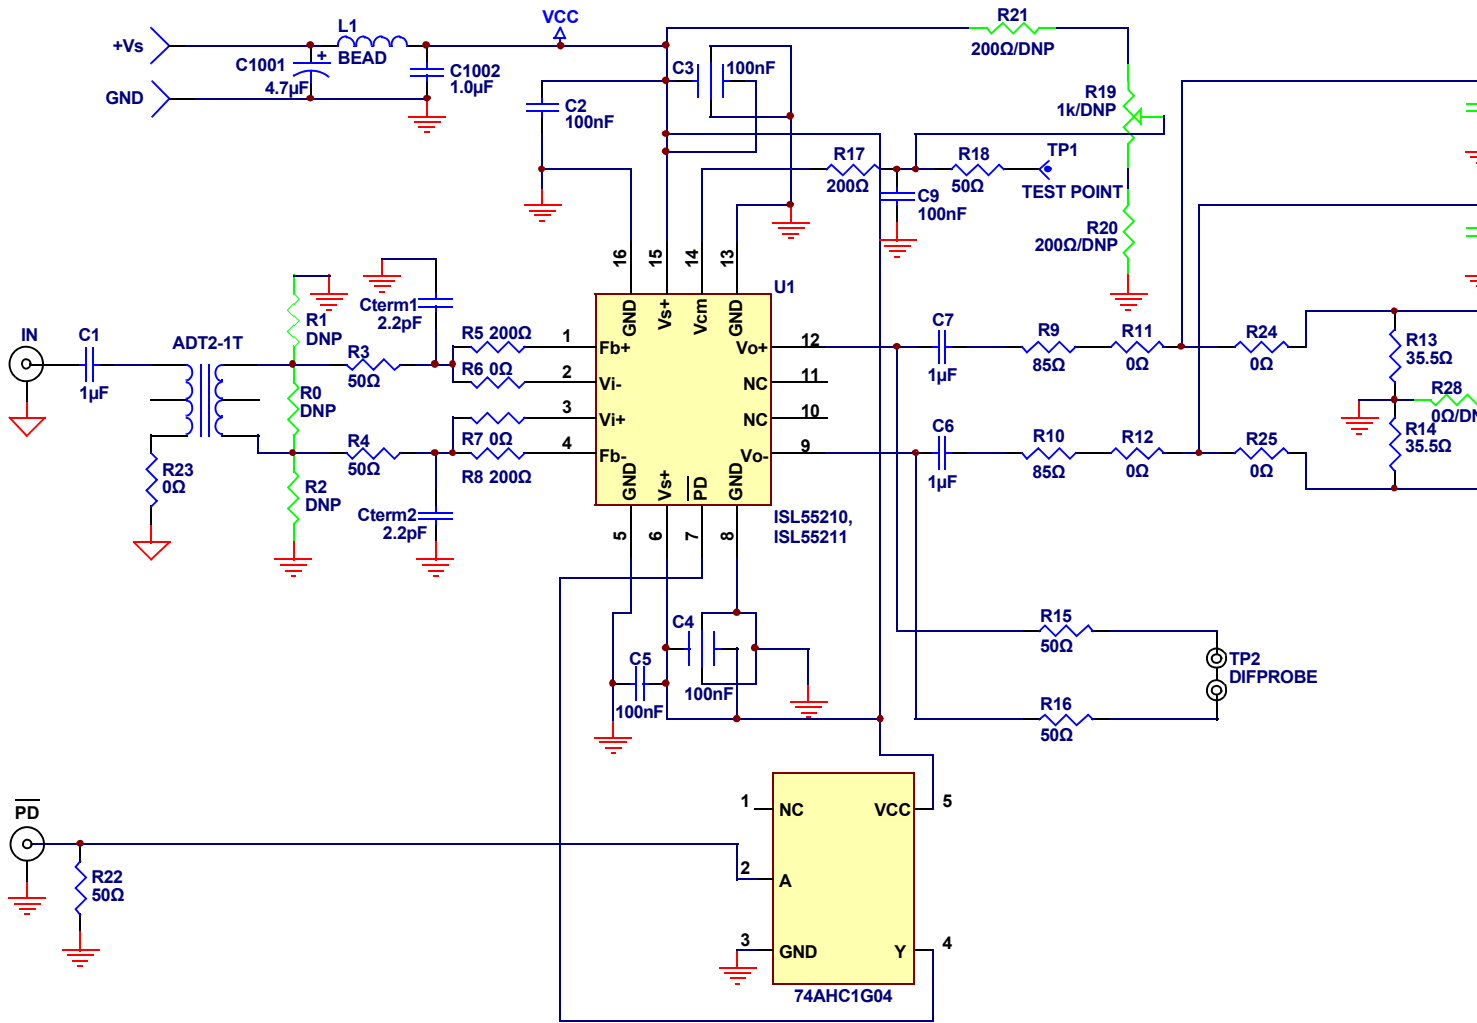 +Vs
L1
BEAD
C1001
4.7µF
+
C1002
1.0µF
GND
VCC
C2
100nF
C3
100nF
R21
200Ω/DNP
R19
1k/DNP
R17
200Ω
R18
50Ω
TP1
TEST POINT
C9
100nF
R20
200Ω/DNP
IN
C1
1µF
ADT2-1T
R23
0Ω
R1
DNP
R0
DNP
R2
DNP
R3
50Ω
R4
50Ω
Cterm1
2.2pF
Cterm2
2.2pF
R5 200Ω
R6 0Ω
R7 0Ω
R8 200Ω
16
15
14
13
U1
GND
Vs+
Vcm
GND
1
Fb+
2
Vi-
3
Vi+
4
Fb-
Vo+
12
NC
11
NC
10
Vo-
9
GND
Vs+
PD
GND
5
6
7
8
ISL55210,
ISL55211
C7
1µF
R9
85Ω
R11
0Ω
R24
0Ω
R13
35.5Ω
R28
0Ω/DN
C6
1µF
R10
85Ω
R12
0Ω
R25
0Ω
R14
35.5Ω
C4
100nF
C5
100nF
R15
50Ω
TP2
DIFPROBE
R16
50Ω
PD
R22
50Ω
1
NC
VCC
5
2
A
3
GND
Y
4
74AHC1G04